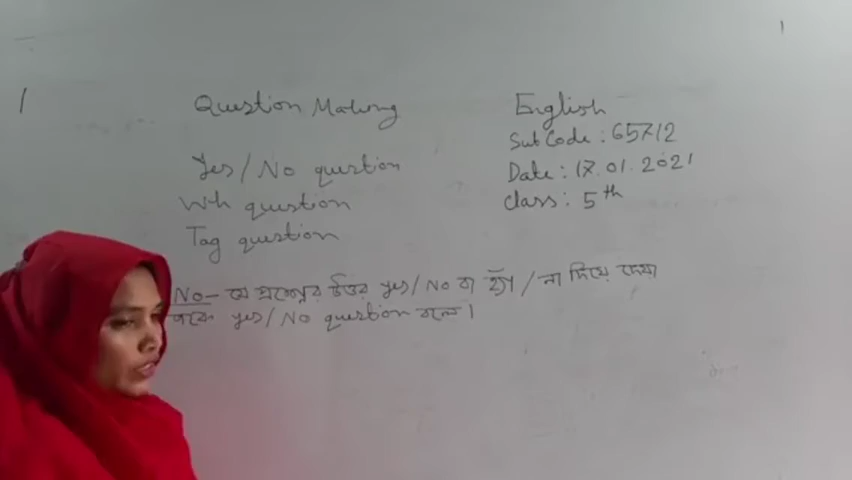 Question Making
English
Sub Code : 65712
Date : 17.01.2021
Class : 5th
Yes/No question
Wh question
Tag question
No – যে প্রশ্নের উত্তর yes/No বা হ্যাঁ/না দিয়ে দেয়া
yes/No question বলে।